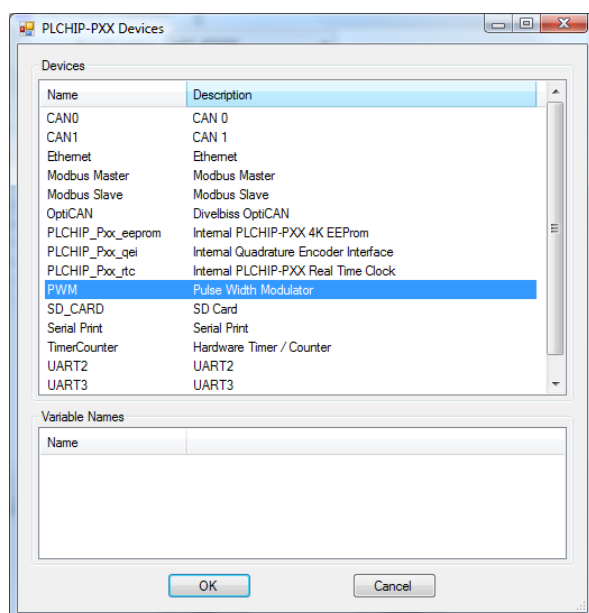 PLCHIP-PXX Devices
Devices
Name Description
CAN0 CAN 0
CAN1 CAN 1
Ethernet Ethernet
Modbus Master Modbus Master
Modbus Slave Modbus Slave
OptiCAN Divelbiss OptiCAN
PLCHIP_Pxx_eeprom Internal PLCHIP-PXX 4K EEProm
PLCHIP_Pxx_qei Internal Quadrature Encoder Interface
PLCHIP_Pxx_rtc Internal PLCHIP-PXX Real Time Clock
PWM Pulse Width Modulator
SD_CARD SD Card
Serial Print Serial Print
TimerCounter Hardware Timer / Counter
UART2 UART2
UART3 UART3
Variable Names
Name
OK Cancel